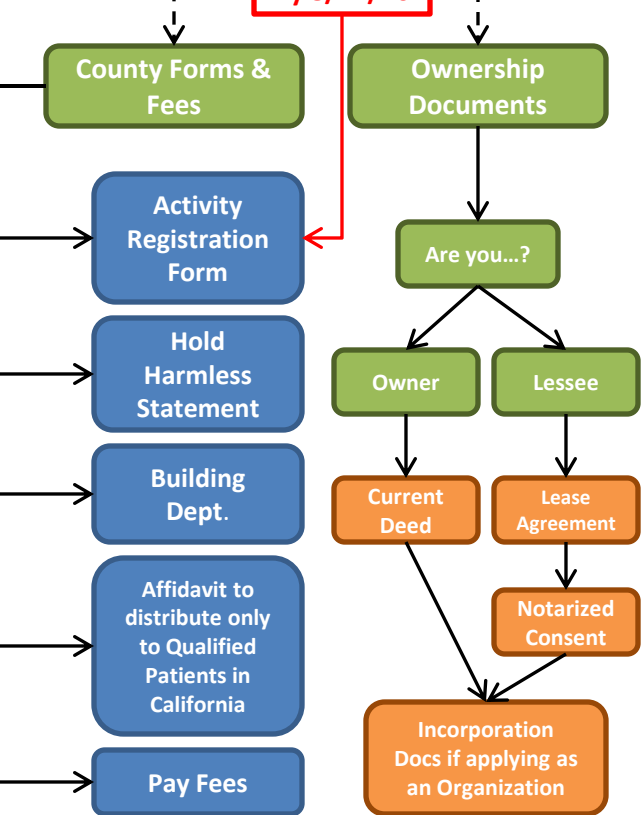 County Forms &
Fees
Ownership
Documents
Activity
Registration
Form
Are you…?
Hold
Harmless
Statement
Owner
Lessee
Building
Dept.
Current
Deed
Lease
Agreement
Affidavit to
distribute only
to Qualified
Patients in
California
Notarized
Consent
Incorporation
Docs if applying as
an Organization
Pay Fees